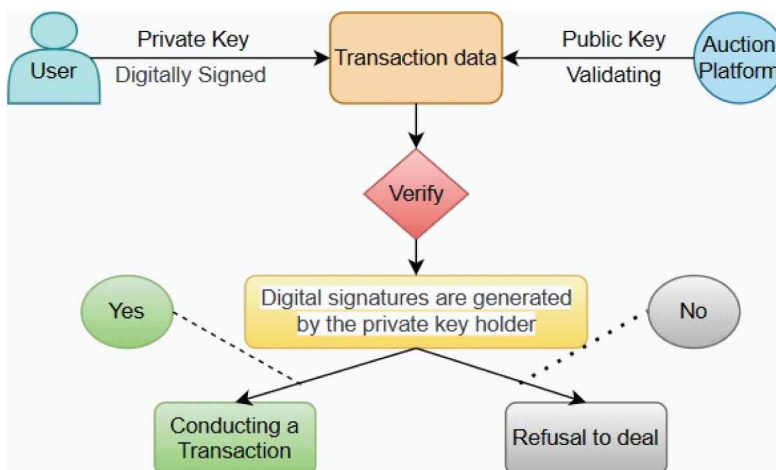 User
Private Key
Digitally Signed
Transaction data
Public Key
Validating
Auction
Platform
Verify
Digital signatures are generated
by the private key holder
Yes
No
Conducting a
Transaction
Refusal to deal